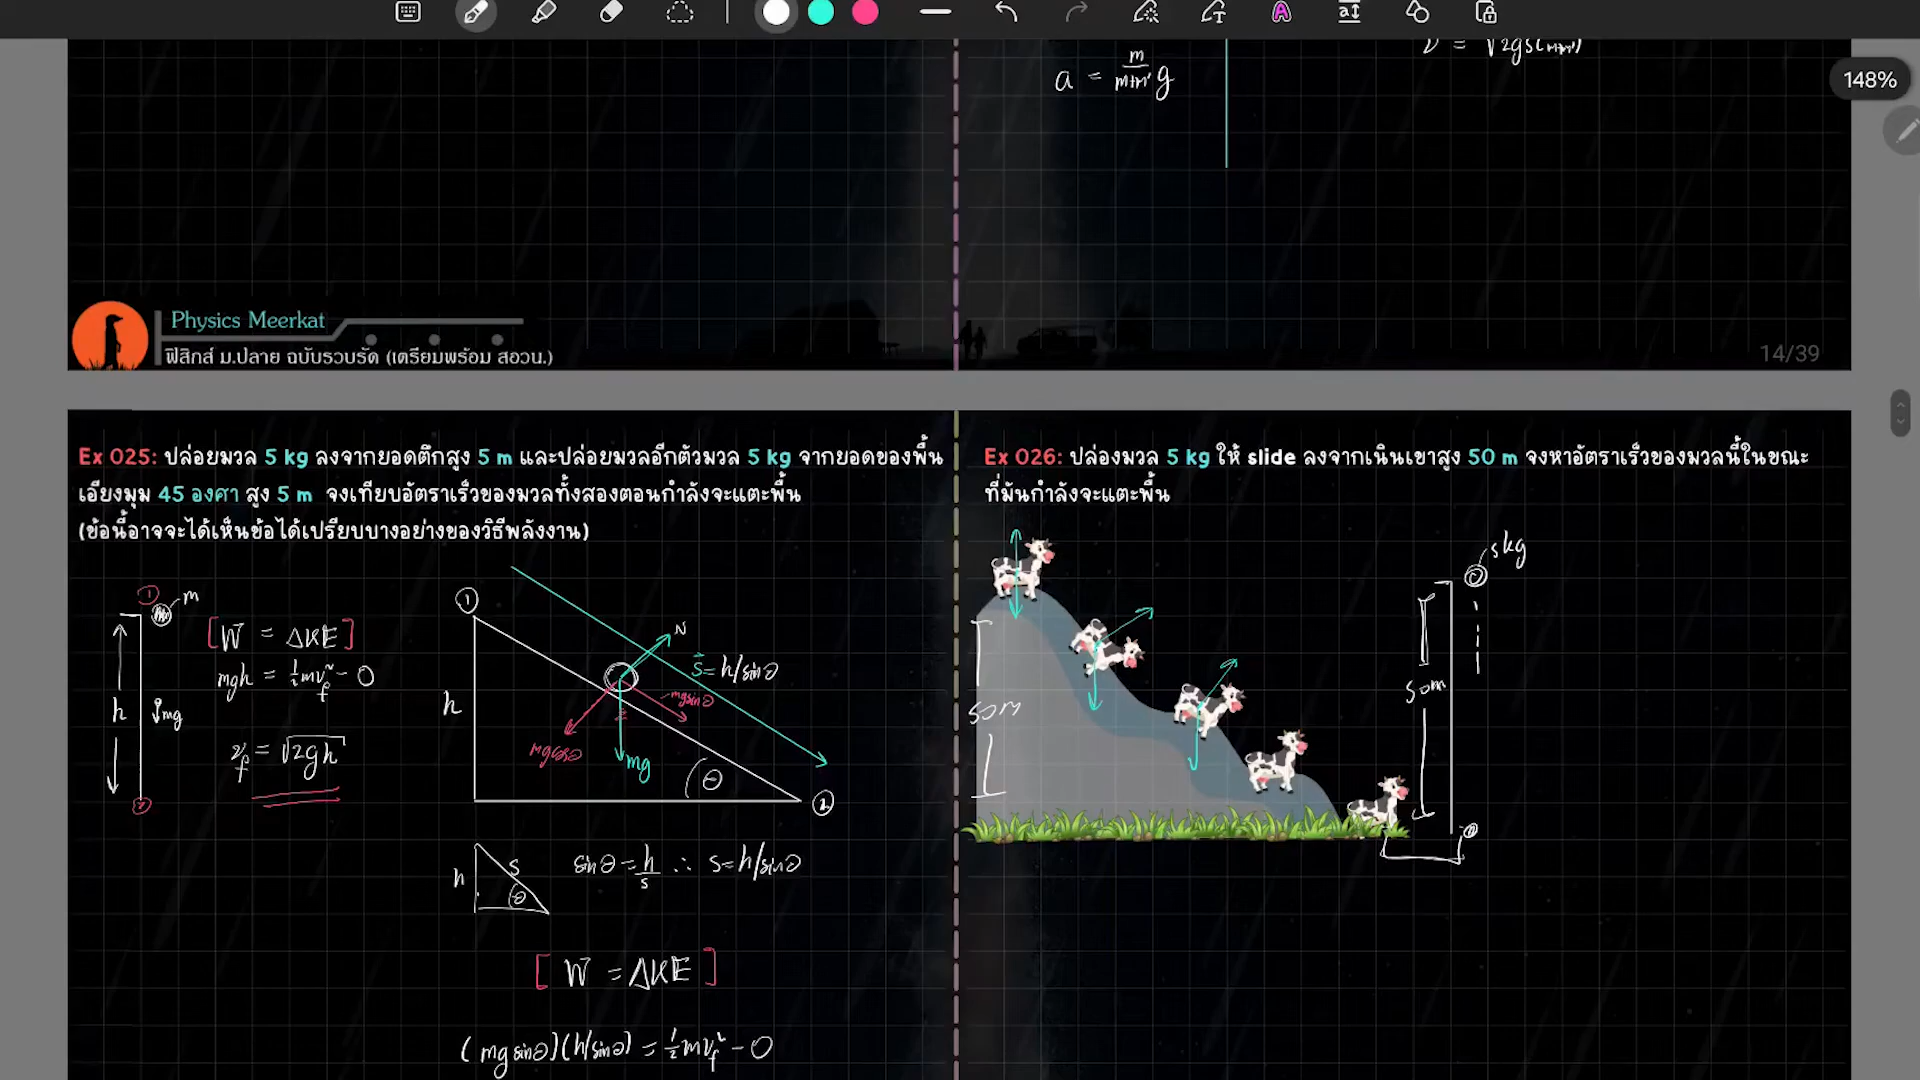 a = m/(m+m') g
148%
Physics Meerkat
ฟิสิกส์ ม.ปลาย ฉบับรวบรัด (เตรียมพร้อม สอวน.)
14/39
Ex 025: ปล่อยมวล 5 kg ลงจากยอดตึกสูง 5 m และปล่อยมวลอีกตัวมวล 5 kg จากยอดของพื้น
เอียงมุม 45 องศา สูง 5 m จงเทียบอัตราเร็วของมวลทั้งสองตอนกำลังจะแตะพื้น
(ข้อนี้อาจจะได้เห็นข้อได้เปรียบบางอย่างของวิธีพลังงาน)
① m
[W = ΔKE]
mgh = ½mv_f² - 0
h
mg
v_f = √2gh
②
①
N
s = h/sinθ
mgsinθ
h
mgcosθ
mg
θ
②
h s θ
sinθ = h/s ∴ s = h/sinθ
[W = ΔKE]
(mg sinθ)(h/sinθ) = ½mv_f² - 0
Ex 026: ปล่องมวล 5 kg ให้ slide ลงจากเนินเขาสูง 50 m จงหาอัตราเร็วของมวลนี้ในขณะ
ที่มันกำลังจะแตะพื้น
5kg
50m
50m